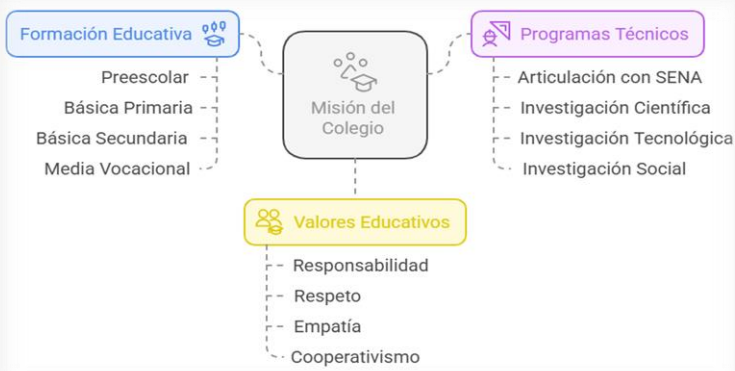 Formación Educativa
Preescolar
Básica Primaria
Básica Secundaria
Media Vocacional
Misión del
Colegio
Programas Técnicos
Articulación con SENA
Investigación Científica
Investigación Tecnológica
Investigación Social
Valores Educativos
Responsabilidad
Respeto
Empatía
Cooperativismo